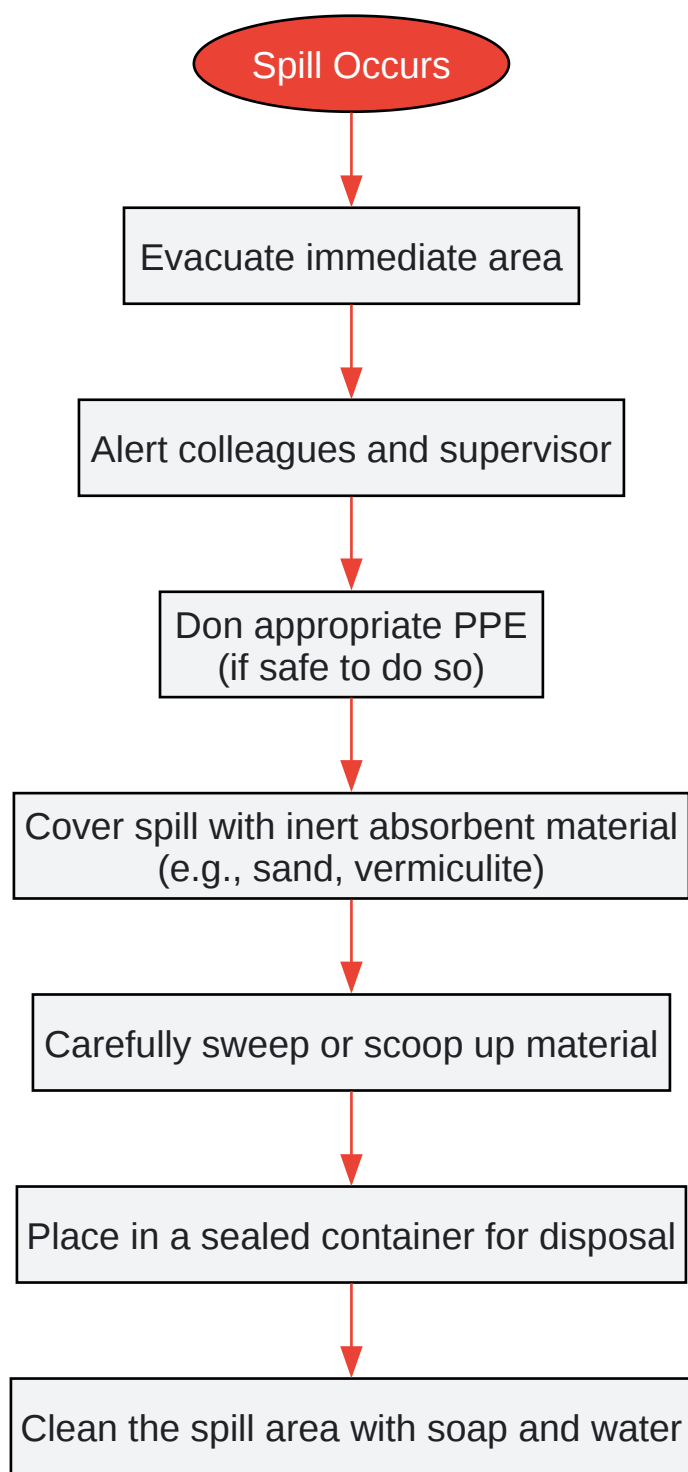 Spill Occurs
Evacuate immediate area
Alert colleagues and supervisor
Don appropriate PPE
(if safe to do so)
Cover spill with inert absorbent material
(e.g., sand, vermiculite)
Carefully sweep or scoop up material
Place in a sealed container for disposal
Clean the spill area with soap and water